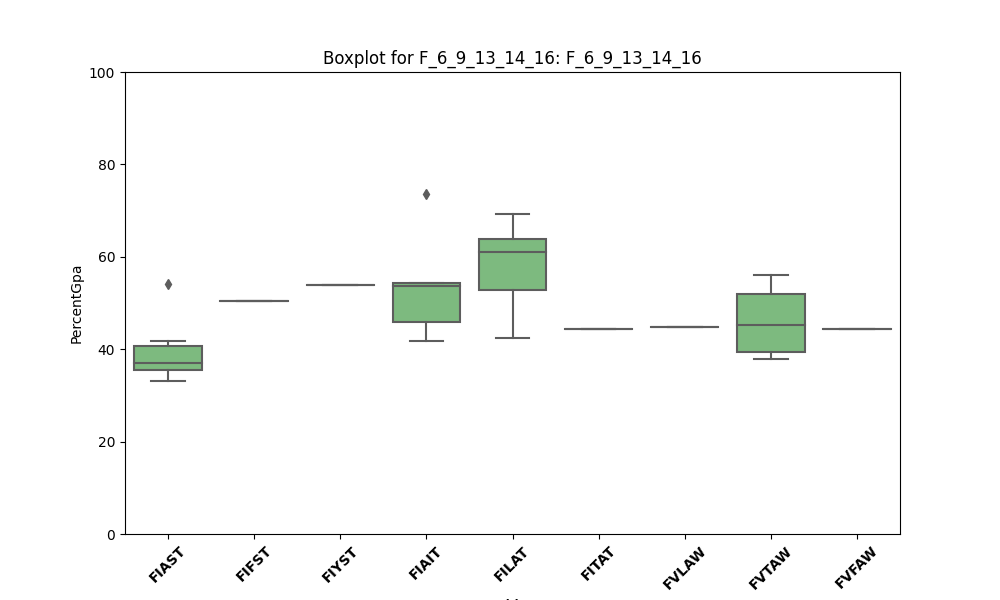 Boxplot for F_6_9_13_14_16: F_6_9_13_14_16
100
80
60
40
20
0
PercentGpa
FIAST
FIFST
FIYST
FIAIT
FILAT
FITAT
FVLAW
FVTAW
FVFAW